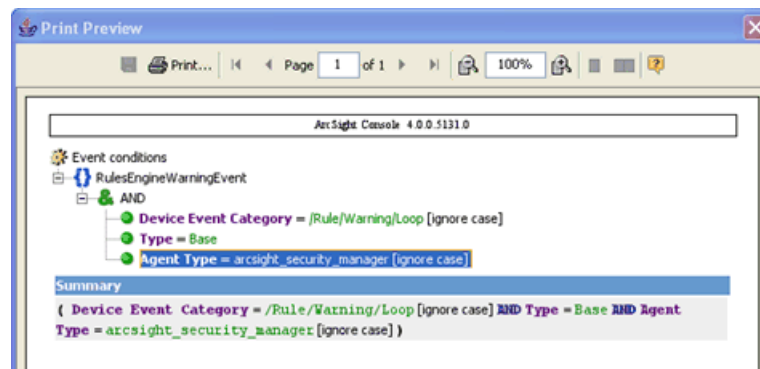 Print Preview
Print... Page 1 of 1 100%
ArcSight Console 4.0.0.5131.0
Event conditions
RulesEngineWarningEvent
AND
Device Event Category = /Rule/Warning/Loop [ignore case]
Type = Base
Agent Type = arcsight_security_manager [ignore case]
Summary
( Device Event Category = /Rule/Warning/Loop [ignore case] AND Type = Base AND Agent
Type = arcsight_security_manager [ignore case] )